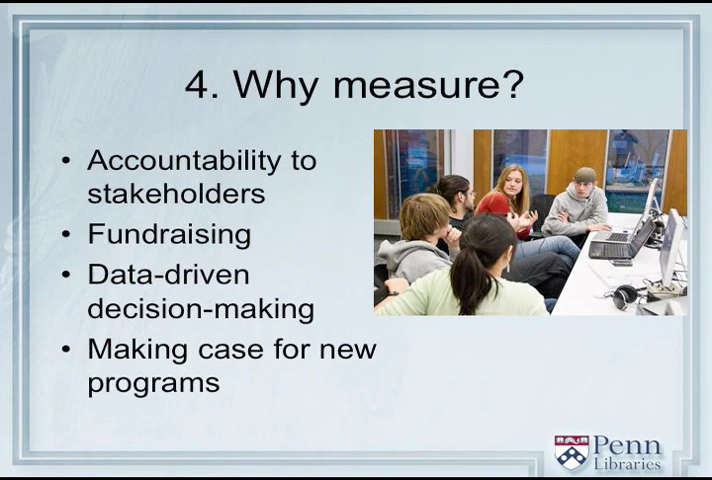 4. Why measure?
• Accountability to
stakeholders
• Fundraising
• Data-driven
decision-making
• Making case for new
programs
Penn
Libraries